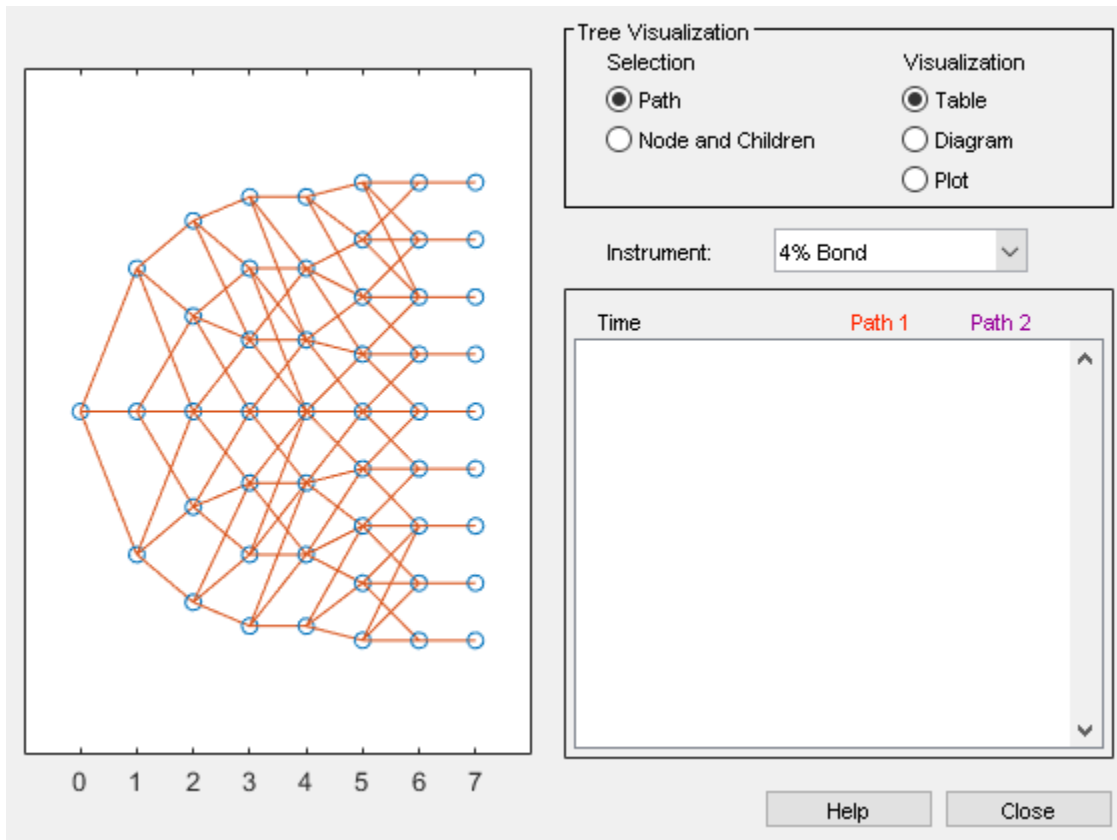 Tree Visualization
Selection
Visualization
Path
Table
Node and Children
Diagram
Plot
Instrument:
4% Bond
Time Path 1 Path 2
0 1 2 3 4 5 6 7
Help
Close